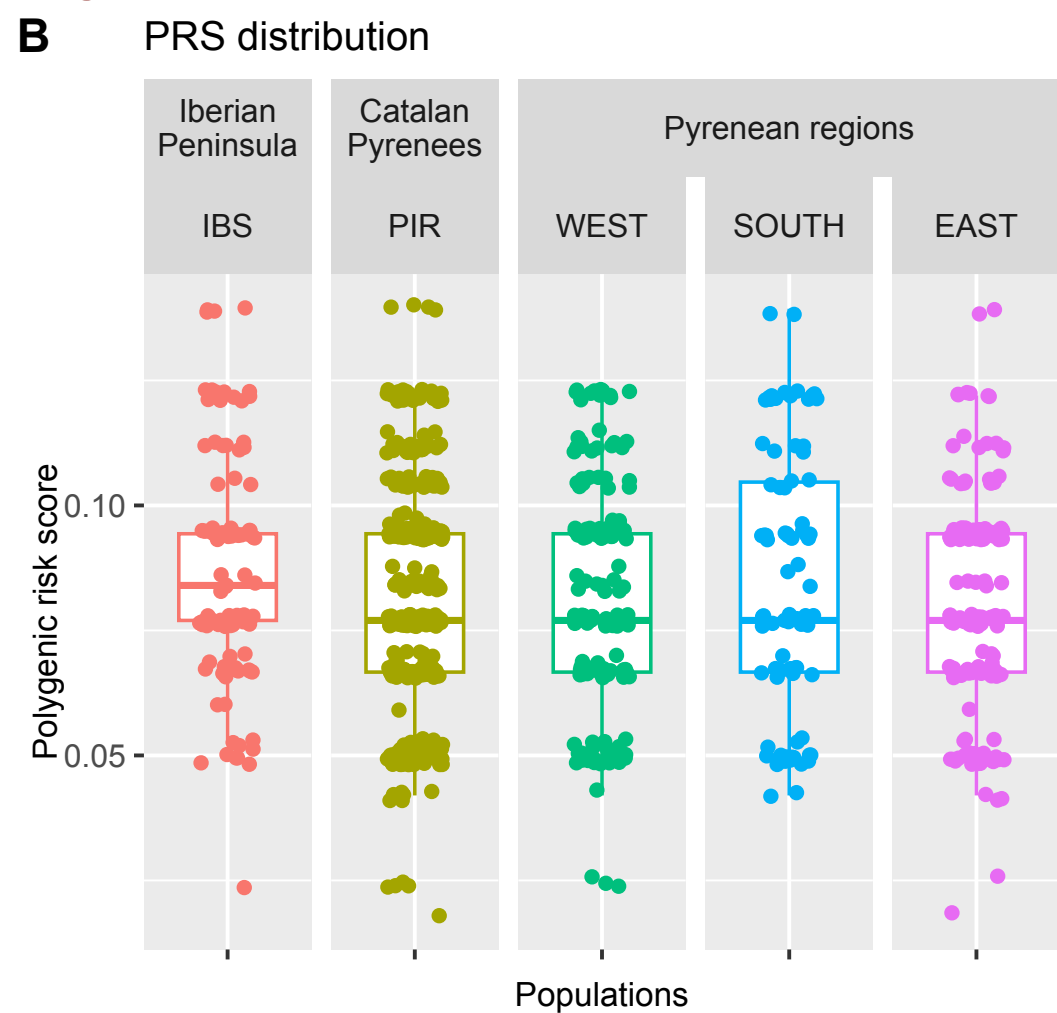 B PRS distribution
Iberian
Peninsula
Catalan
Pyrenees
Pyrenean regions
IBS
PIR
WEST
SOUTH
EAST
Polygenic risk score
0.10
0.05
Populations